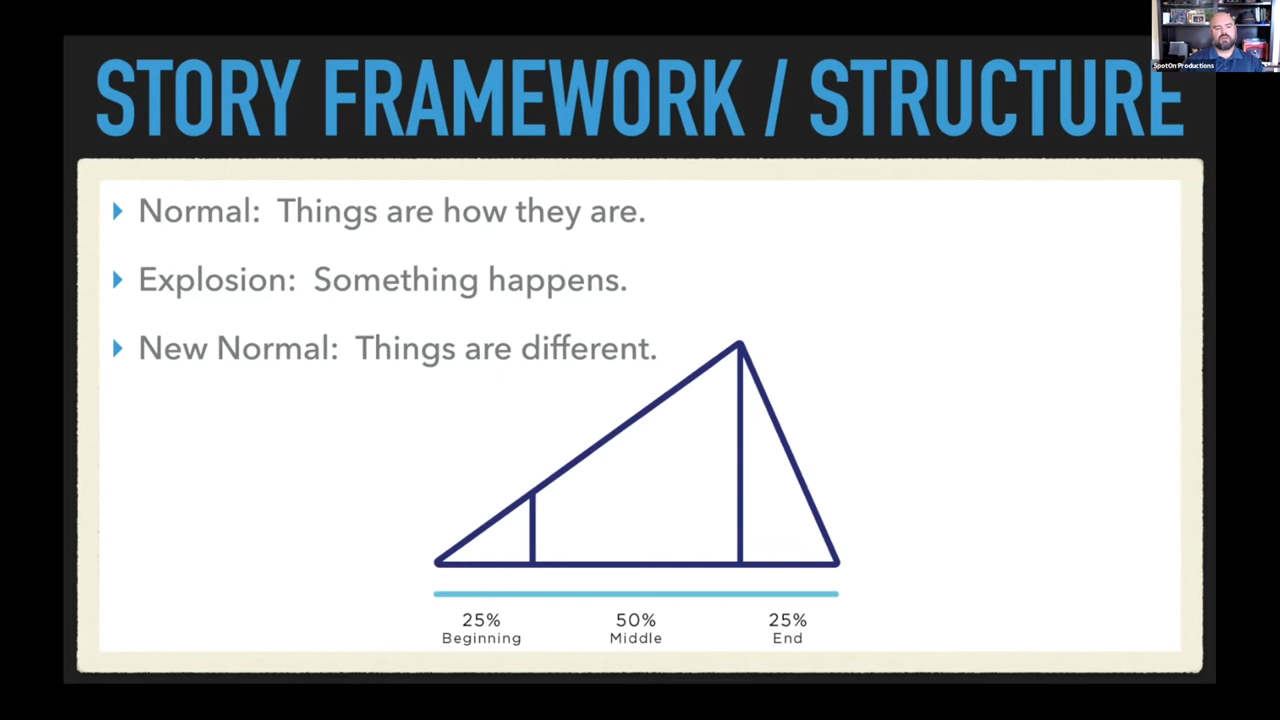 SpotOn Productions
STORY FRAMEWORK / STRUCTURE
Normal: Things are how they are.
Explosion: Something happens.
New Normal: Things are different.
25% 50% 25%
Beginning Middle End